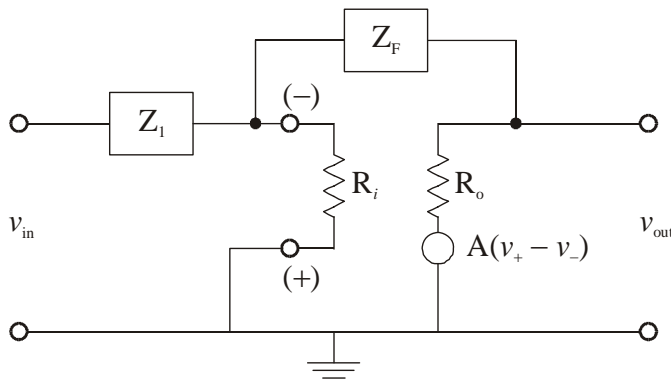 Z_F
Z_1
(−)
R_i
R_o
v_in
A(v_+ − v_−)
v_out
(+)